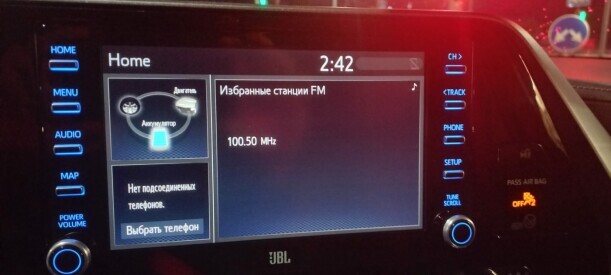 HOME
MENU
AUDIO
MAP
POWER
VOLUME
Home
2:42
Двигатель
Аккумулятор
Нет подсоединенных
телефонов.
Выбрать телефон
Избранные станции FM
100.50 MHz
JBL
CH >
< TRACK
PHONE
SETUP
TUNE
SCROLL
PASS AIR BAG
OFF
2